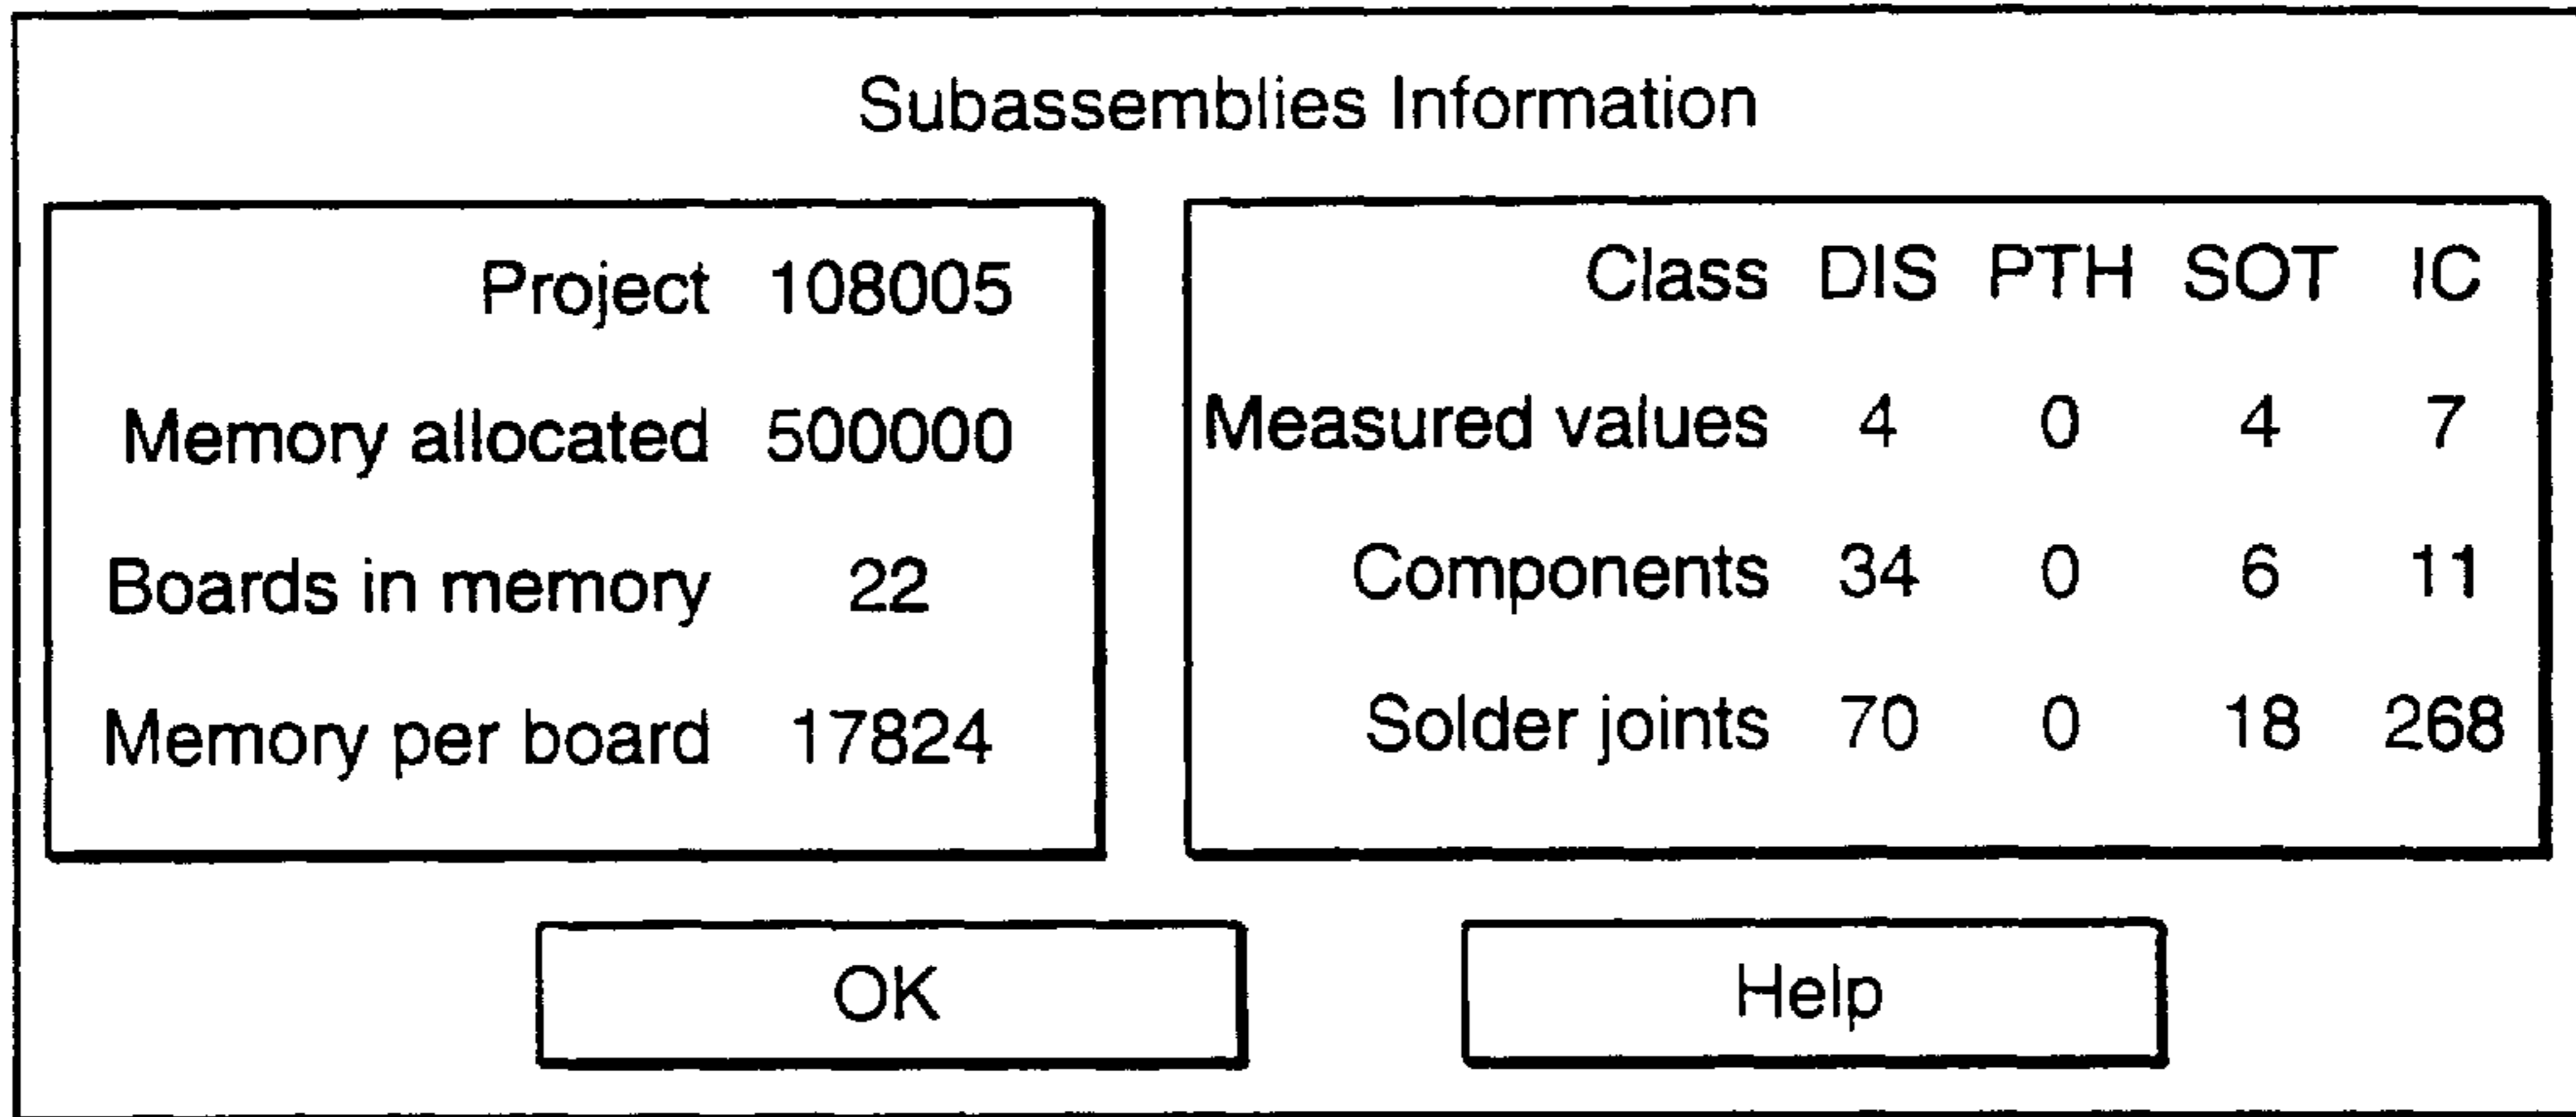 Subassemblies Information
Project 108005
Memory allocated 500000
Boards in memory 22
Memory per board 17824
Class DIS PTH SOT IC
Measured values 4 0 4 7
Components 34 0 6 11
Solder joints 70 0 18 268
OK
Help